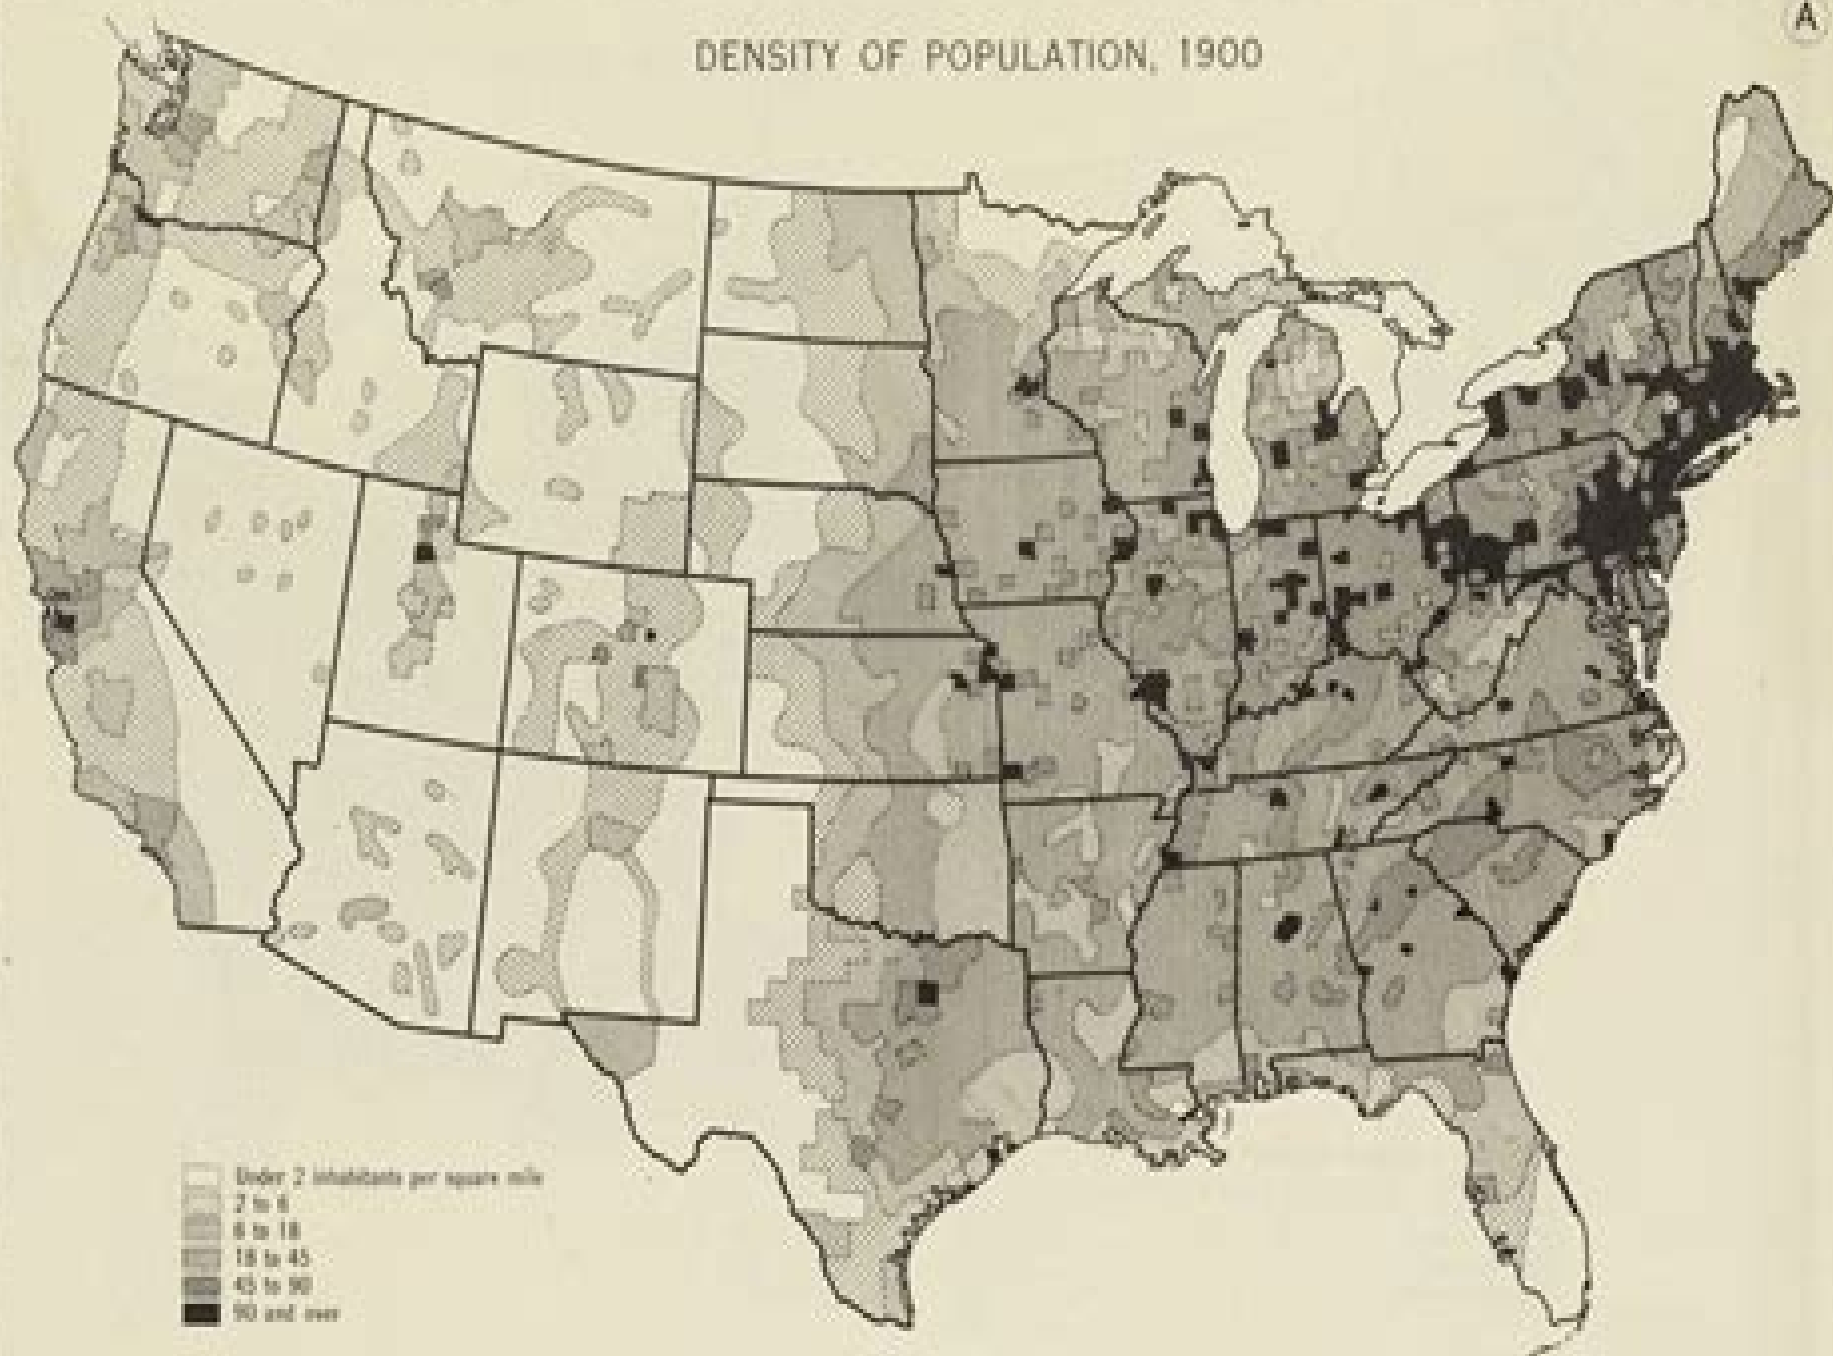 A
DENSITY OF POPULATION, 1900
Under 2 inhabitants per square mile
2 to 6
6 to 18
18 to 45
45 to 90
90 and over